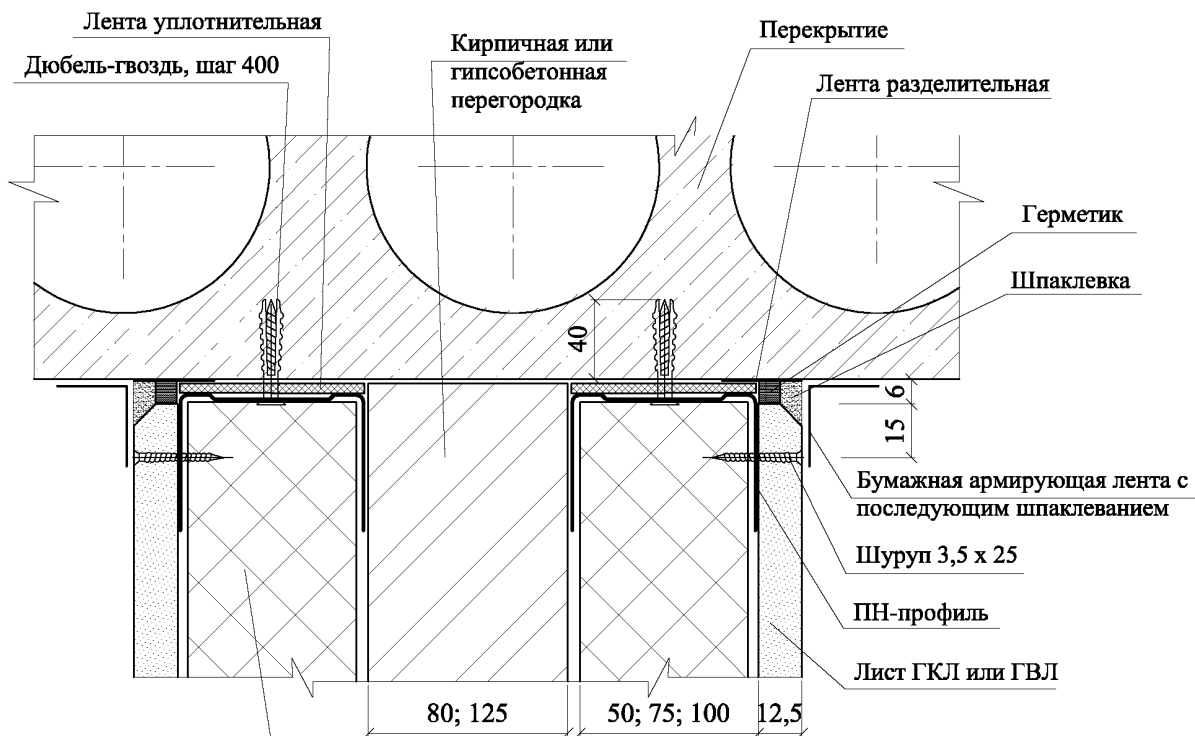 Лента уплотнительная
Дюбель-гвоздь, шаг 400
Кирпичная или
гипсобетонная
перегородка
Перекрытие
Лента разделительная
Герметик
Шпаклевка
40
6
15
Бумажная армирующая лента с
последующим шпаклеванием
Шуруп 3,5 х 25
ПН-профиль
Лист ГКЛ или ГВЛ
80; 125
50; 75; 100
12,5